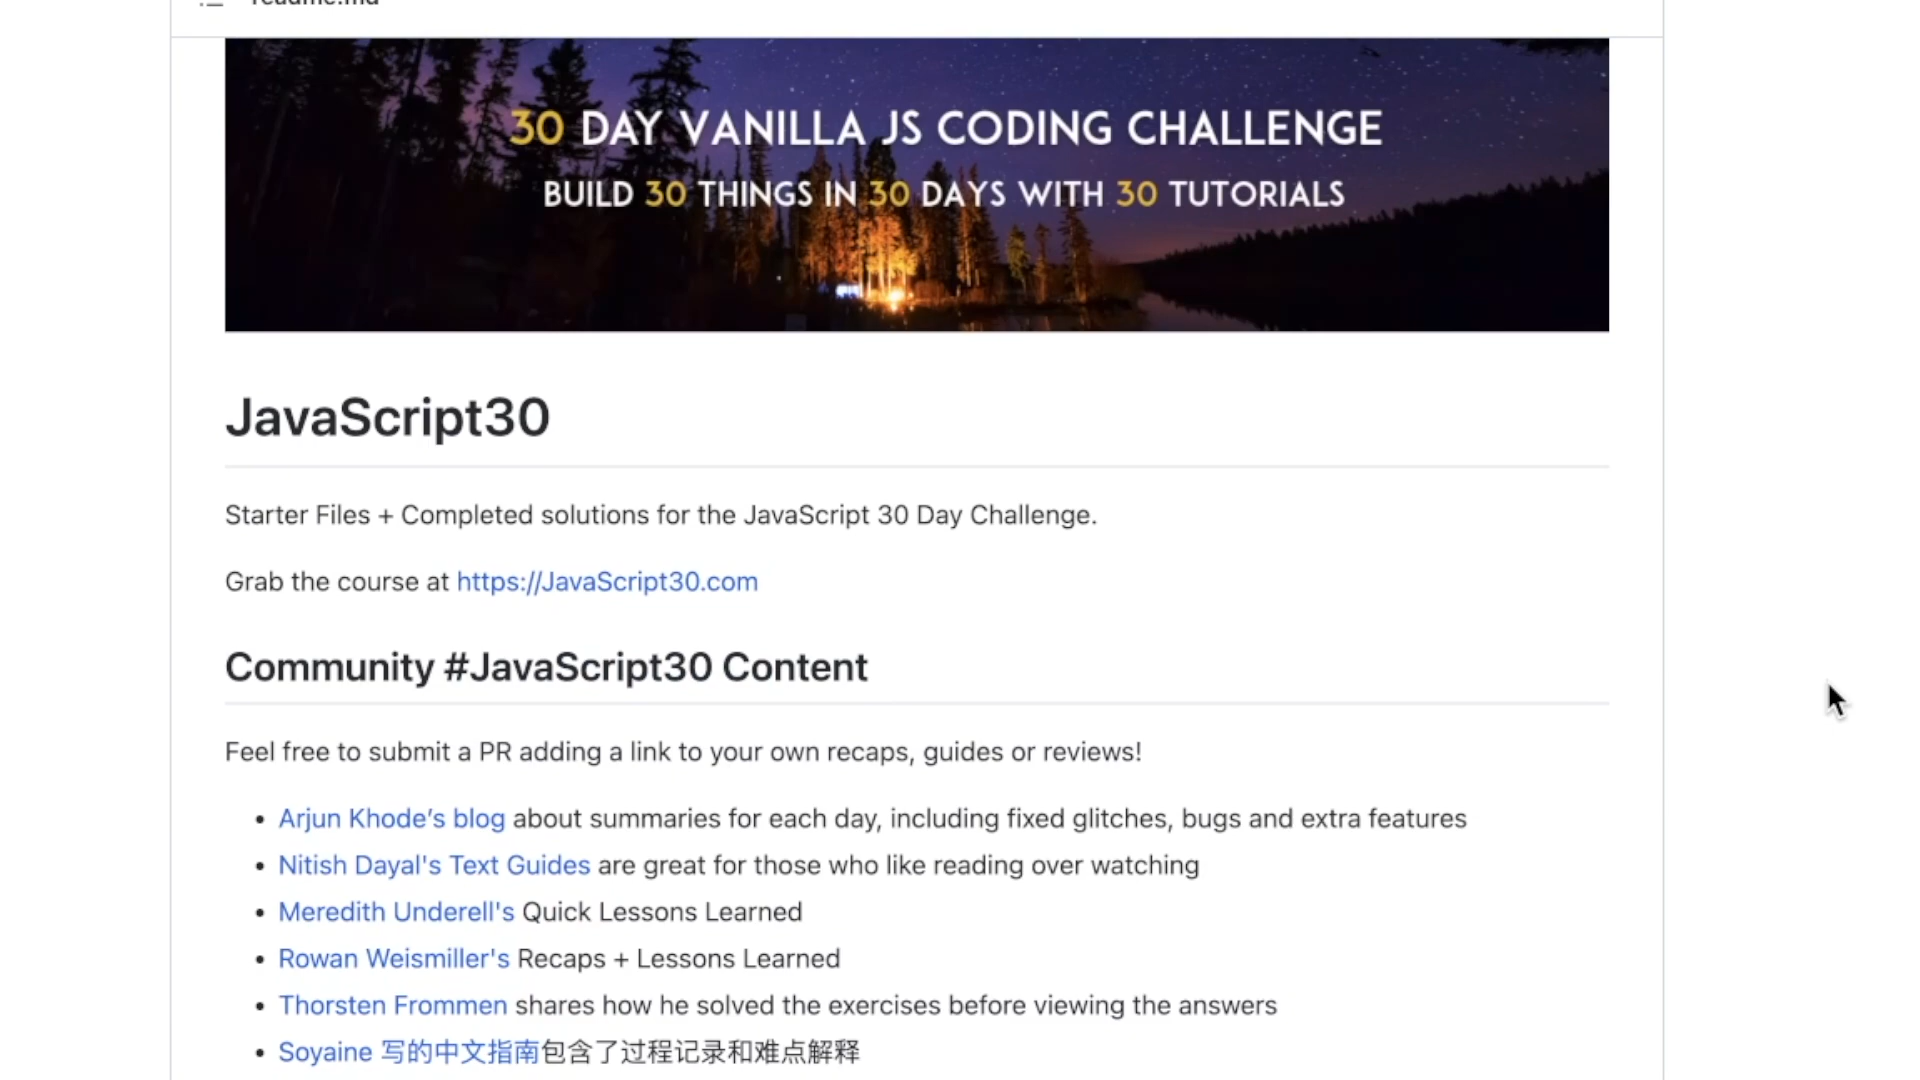 readme.md
30 DAY VANILLA JS CODING CHALLENGE
BUILD 30 THINGS IN 30 DAYS WITH 30 TUTORIALS
JavaScript30
Starter Files + Completed solutions for the JavaScript 30 Day Challenge.
Grab the course at https://JavaScript30.com
Community #JavaScript30 Content
Feel free to submit a PR adding a link to your own recaps, guides or reviews!
• Arjun Khode’s blog about summaries for each day, including fixed glitches, bugs and extra features
• Nitish Dayal's Text Guides are great for those who like reading over watching
• Meredith Underell's Quick Lessons Learned
• Rowan Weismiller's Recaps + Lessons Learned
• Thorsten Frommen shares how he solved the exercises before viewing the answers
• Soyaine 写的中文指南包含了过程记录和难点解释